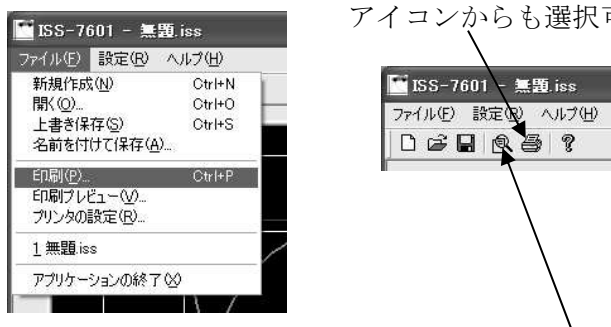 ISS-7601 - 無題.iss
ファイル(F) 設定(R) ヘルプ(H)
新規作成(N) Ctrl+N
開く(O)... Ctrl+O
上書き保存(S) Ctrl+S
名前を付けて保存(A)...
印刷(P)... Ctrl+P
印刷プレビュー(V)...
プリンタの設定(R)...
1 無題.iss
アプリケーションの終了(X)
アイコンからも選択
ISS-7601 - 無題.iss
ファイル(F) 設定(R) ヘルプ(H)